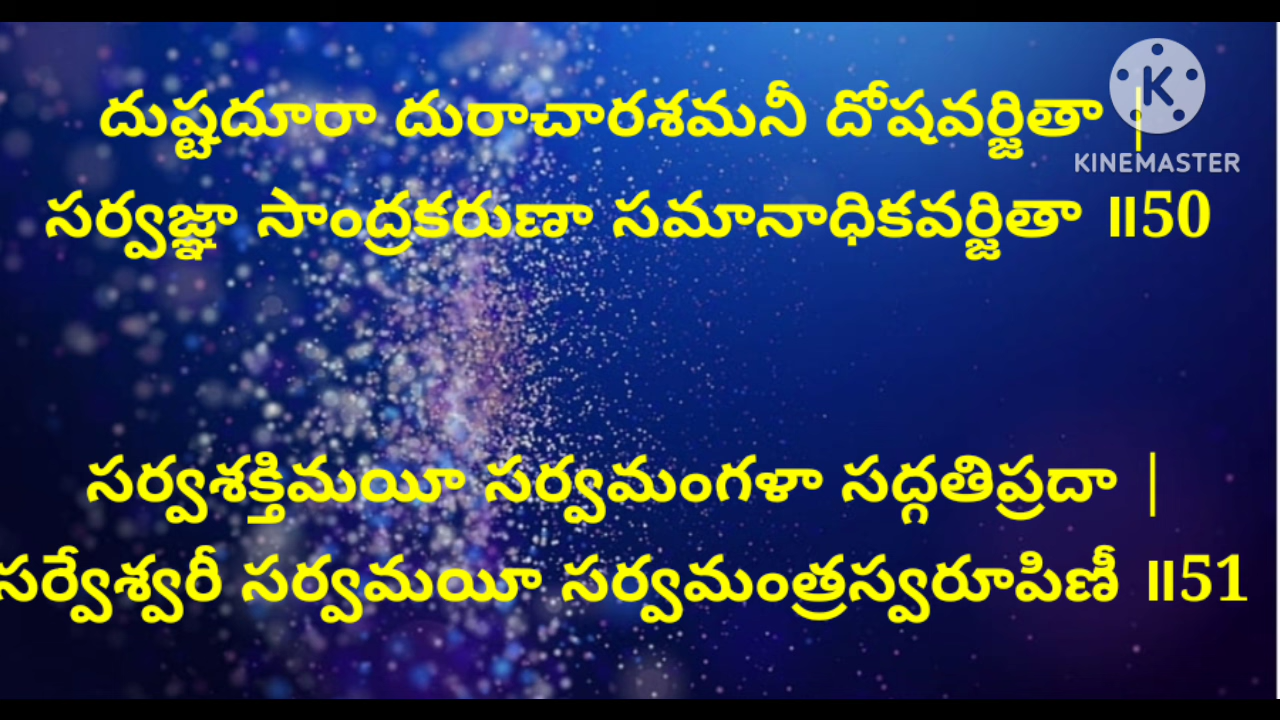 దుష్టదూరా దురాచారశమనీ దోషవర్జితా |
సర్వజ్ఞా సాంద్రకరుణా సమానాధికవర్జితా ॥50
సర్వశక్తిమయీ సర్వమంగళా సద్గతిప్రదా |
సర్వేశ్వరీ సర్వమయీ సర్వమంత్రస్వరూపిణీ ॥51
K
KINEMASTER